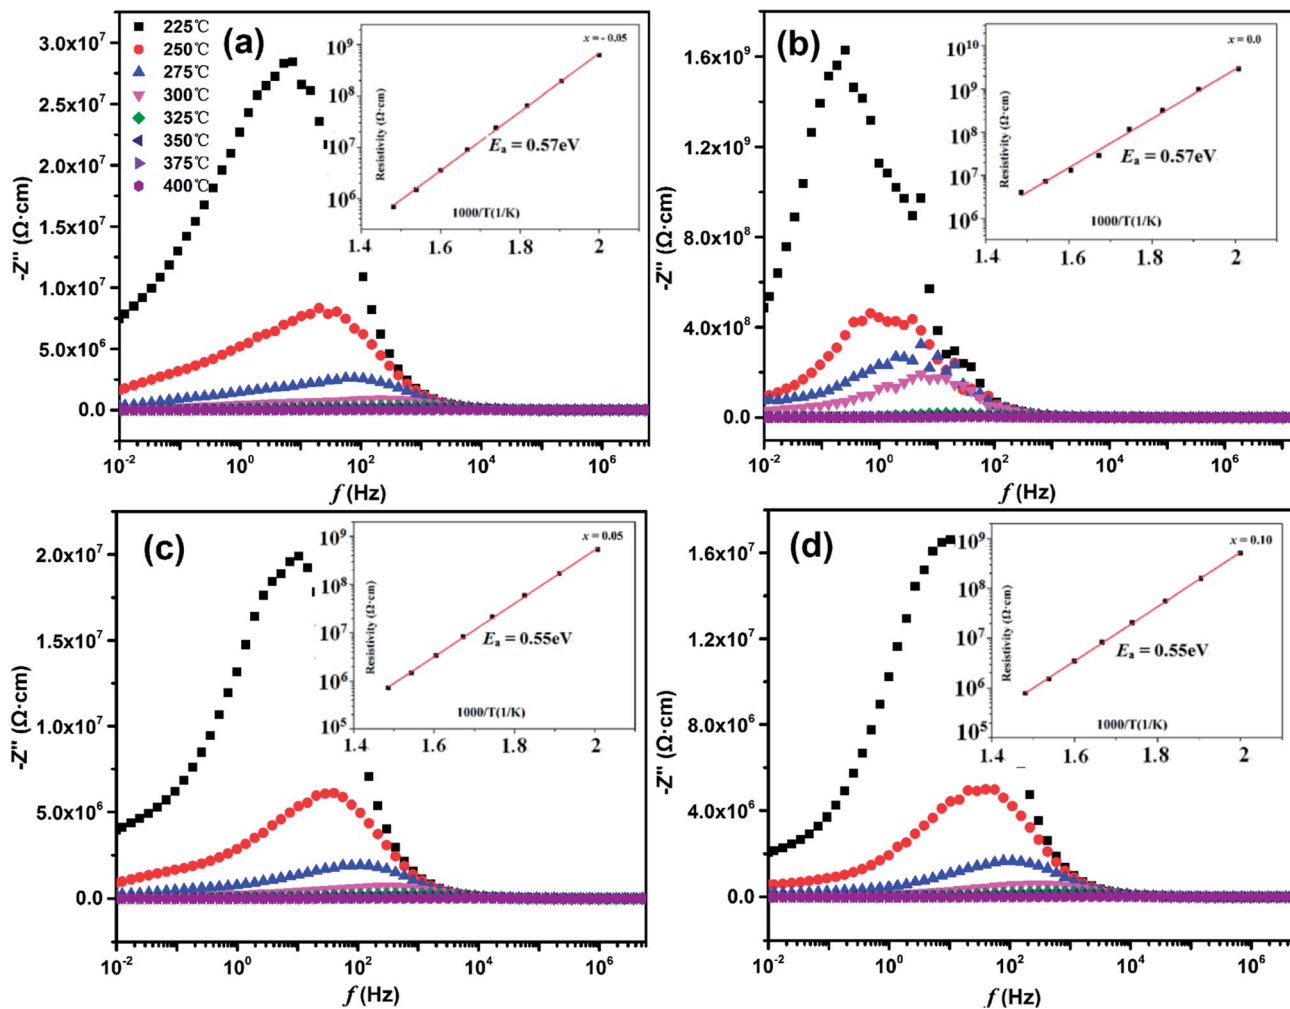 (a)
225℃
250℃
275℃
300℃
325℃
350℃
375℃
400℃
3.0x10⁷
2.5x10⁷
2.0x10⁷
1.5x10⁷
1.0x10⁷
5.0x10⁶
0.0
-Z'' (Ω·cm)
10⁻² 10⁰ 10² 10⁴ 10⁶
f (Hz)
x = - 0.05
10⁹
10⁸
10⁷
10⁶
Resistivity (Ω·cm)
Eₐ = 0.57eV
1000/T(1/K)
1.4 1.6 1.8 2
(b)
1.6x10⁹
1.2x10⁹
8.0x10⁸
4.0x10⁸
0.0
-Z'' (Ω·cm)
10⁻² 10⁰ 10² 10⁴ 10⁶
f (Hz)
x = 0.0
10¹⁰
10⁹
10⁸
10⁷
10⁶
Resistivity (Ω·cm)
Eₐ = 0.57eV
1000/T(1/K)
1.4 1.6 1.8 2
(c)
2.0x10⁷
1.5x10⁷
1.0x10⁷
5.0x10⁶
0.0
-Z'' (Ω·cm)
10⁻² 10⁰ 10² 10⁴ 10⁶
f (Hz)
x = 0.05
10⁹
10⁸
10⁷
10⁶
10⁵
Resistivity (Ω·cm)
Eₐ = 0.55eV
1000/T(1/K)
1.4 1.6 1.8 2
(d)
1.6x10⁷
1.2x10⁷
8.0x10⁶
4.0x10⁶
0.0
-Z'' (Ω·cm)
10⁻² 10⁰ 10² 10⁴ 10⁶
f (Hz)
x = 0.10
10⁹
10⁸
10⁷
10⁶
10⁵
Resistivity (Ω·cm)
Eₐ = 0.55eV
1000/T(1/K)
1.4 1.6 1.8 2